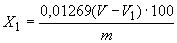 X₁ = 0,01269(V − V₁) · 100 / m